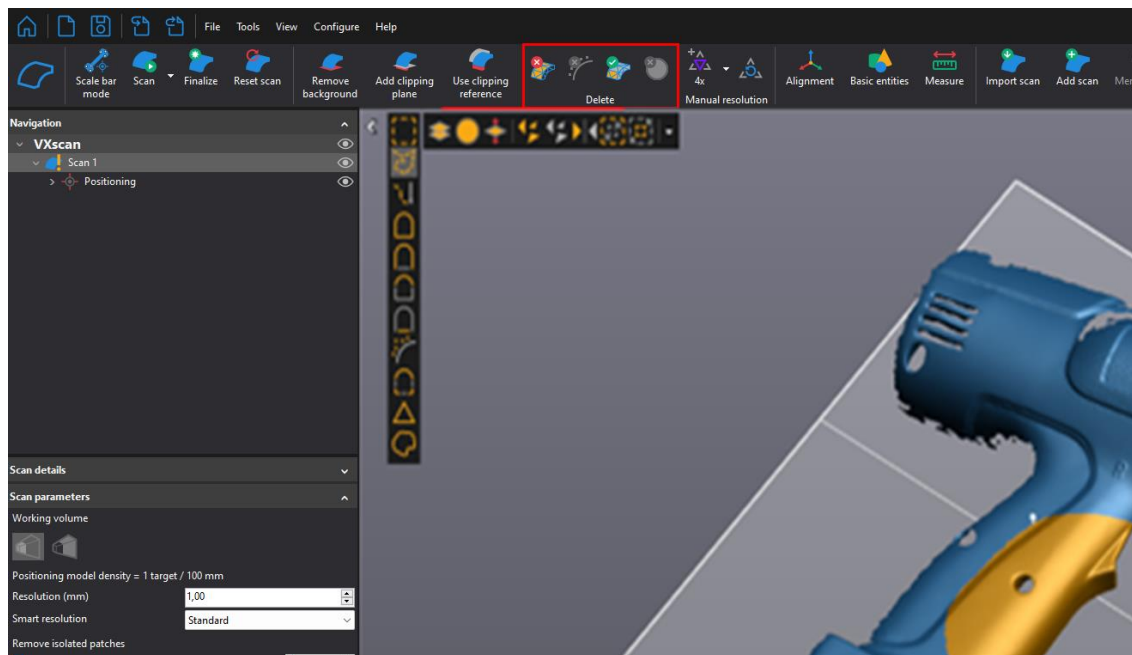 File Tools View Configure Help
Scale bar mode
Scan
Finalize
Reset scan
Remove background
Add clipping plane
Use clipping reference
Delete
4x
Manual resolution
Alignment
Basic entities
Measure
Import scan
Add scan
Mer
Navigation
VXscan
Scan 1
Positioning
Scan details
Scan parameters
Working volume
Positioning model density = 1 target / 100 mm
Resolution (mm) 1,00
Smart resolution Standard
Remove isolated patches